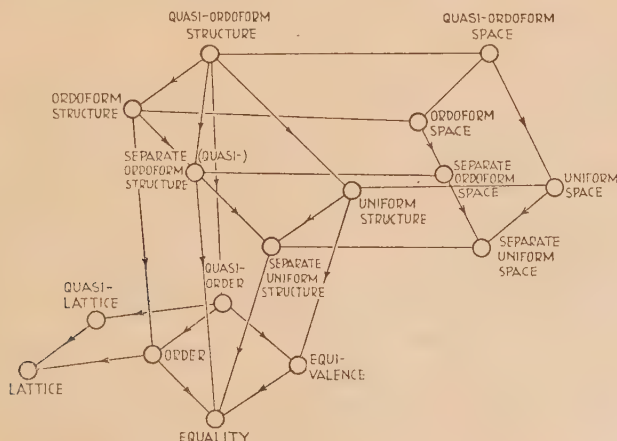 QUASI-ORDOFORM
STRUCTURE
QUASI-ORDOFORM
SPACE
ORDOFORM
STRUCTURE
ORDOFORM
SPACE
SEPARATE (QUASI-)
ORDOFORM
STRUCTURE
SEPARATE
ORDOFORM
SPACE
UNIFORM
STRUCTURE
UNIFORM
SPACE
SEPARATE
UNIFORM
STRUCTURE
SEPARATE
UNIFORM
SPACE
QUASI-
LATTICE
QUASI-
ORDER
ORDER
EQUI-
VALENCE
LATTICE
EQUALITY